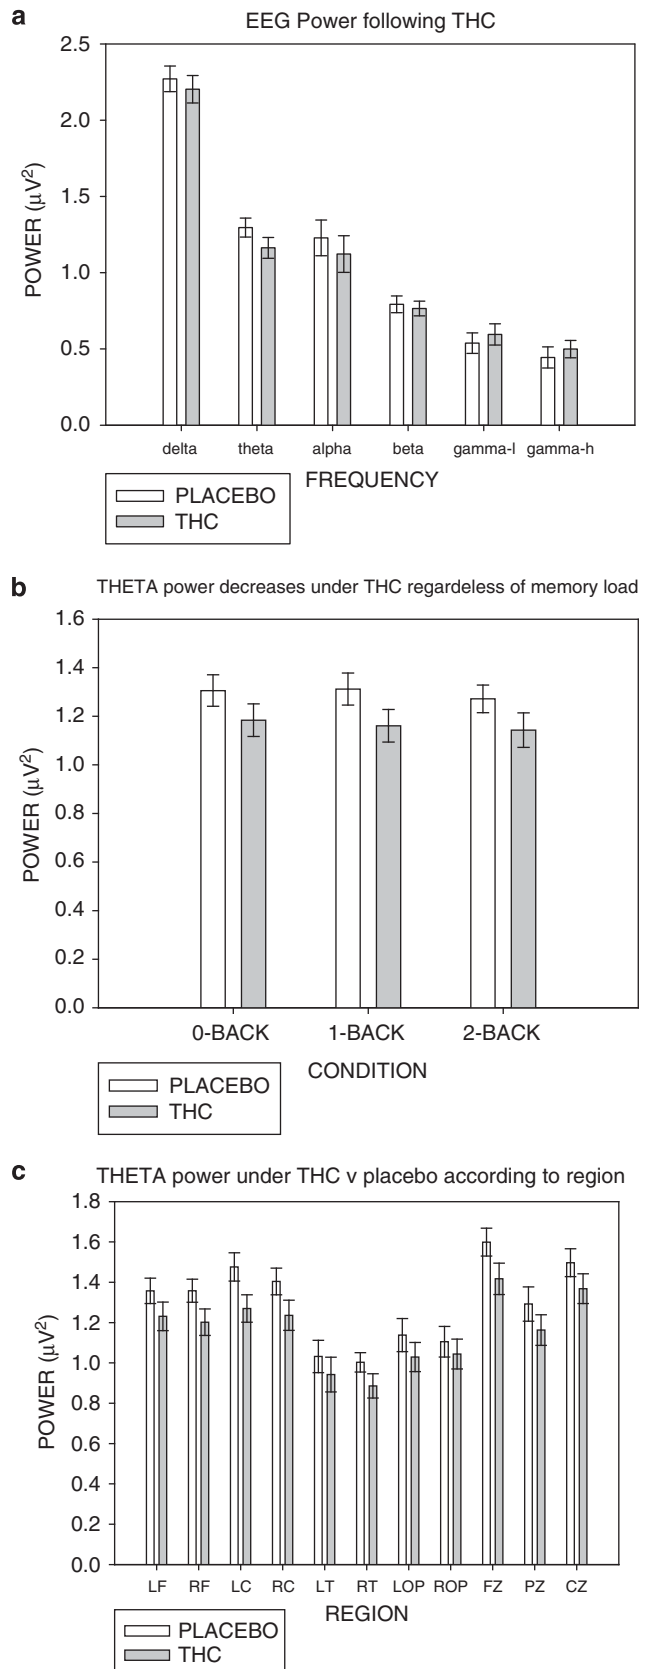 a
EEG Power following THC
2.5
2.0
1.5
1.0
0.5
0.0
POWER (μV²)
delta theta alpha beta gamma-l gamma-h
FREQUENCY
PLACEBO
THC
b
THETA power decreases under THC regardeless of memory load
1.6
1.4
1.2
1.0
0.8
0.6
0.4
0.2
0.0
POWER (μV²)
0-BACK 1-BACK 2-BACK
CONDITION
PLACEBO
THC
c
THETA power under THC v placebo according to region
1.8
1.6
1.4
1.2
1.0
0.8
0.6
0.4
0.2
0.0
POWER (μV²)
LF RF LC RC LT RT LOP ROP FZ PZ CZ
REGION
PLACEBO
THC